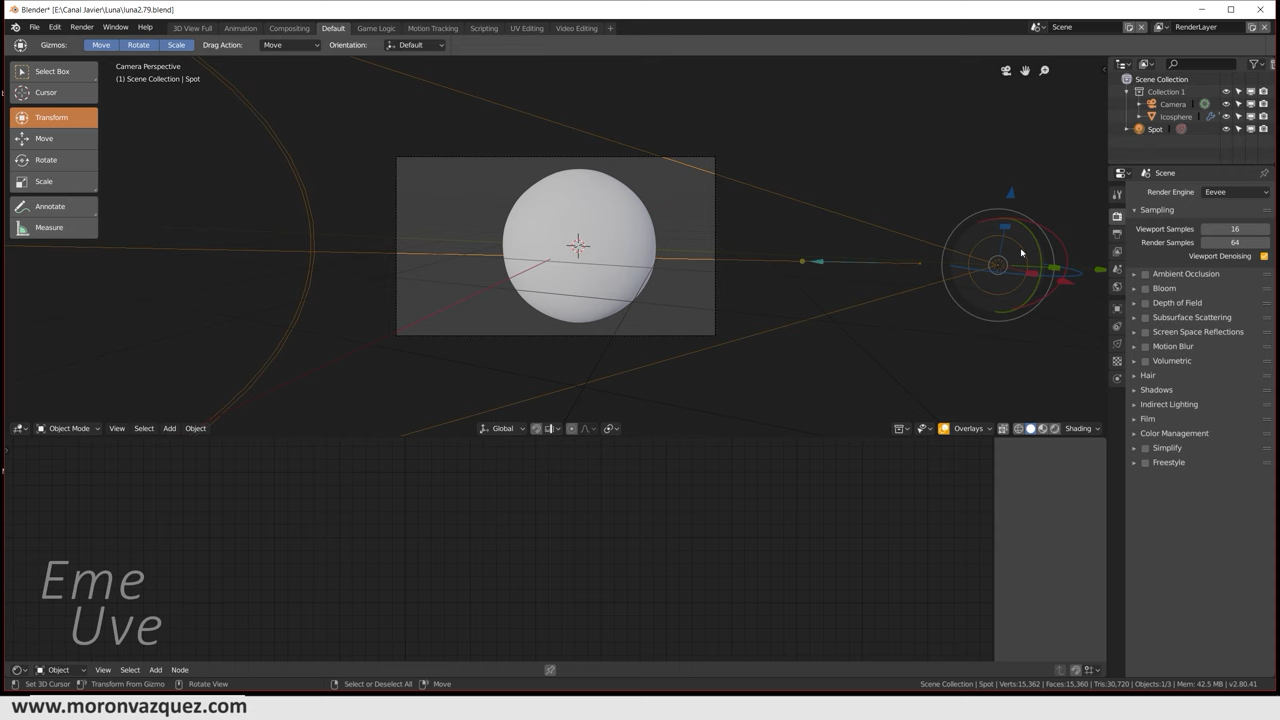 Blender* [E:\Canal Javier\Luna\luna2.79.blend]
File Edit Render Window Help 3D View Full Animation Compositing Default Game Logic Motion Tracking Scripting UV Editing Video Editing Scene RenderLayer
Gizmos: Move Rotate Scale Drag Action: Move Orientation: Default
Camera Perspective
(1) Scene Collection | Spot
Select Box
Cursor
Transform
Move
Rotate
Scale
Annotate
Measure
Scene Collection
Collection 1
Camera
Icosphere
Spot
Scene
Render Engine Eevee
Sampling
Viewport Samples 16
Render Samples 64
Viewport Denoising
Ambient Occlusion
Bloom
Depth of Field
Subsurface Scattering
Screen Space Reflections
Motion Blur
Volumetric
Hair
Shadows
Indirect Lighting
Film
Color Management
Simplify
Freestyle
Object Mode View Select Add Object Global Overlays Shading
Eme
Uve
Object View Select Add Node
Set 3D Cursor Transform From Gizmo Rotate View Select or Deselect All Move Scene Collection | Spot | Verts:15,362 | Faces:15,360 | Tris:30,720 | Objects:1/3 | Mem: 42.5 MB | v2.80.41
www.moronvazquez.com